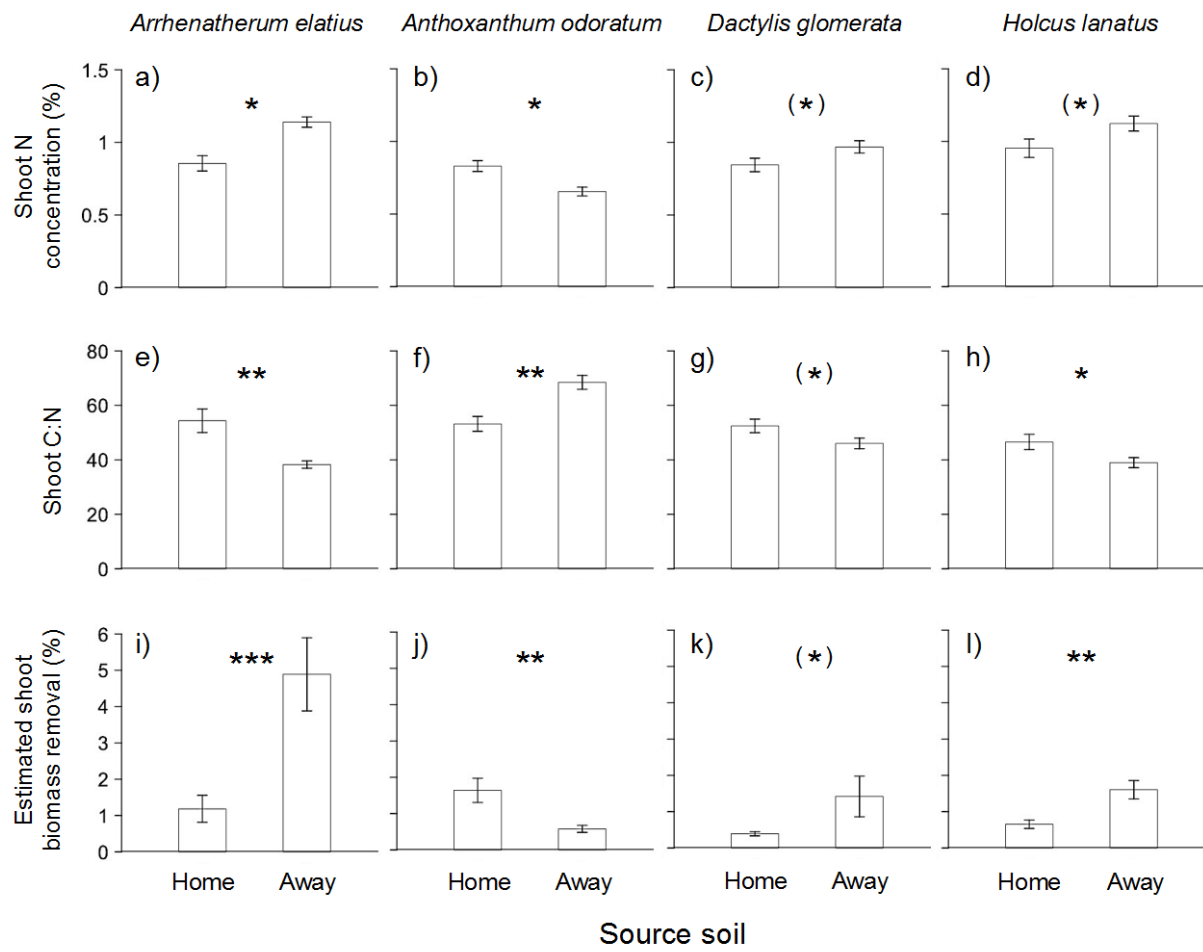 Arrhenatherum elatius Anthoxanthum odoratum Dactylis glomerata Holcus lanatus
Shoot N
concentration (%)
1.5
1
0.5
0
a) *
b) *
c) (*)
d) (*)
Shoot C:N
80
60
40
20
0
e) **
f) **
g) (*)
h) *
Estimated shoot
biomass removal (%)
6
5
4
3
2
1
0
i) ***
j) **
k) (*)
l) **
Home Away Home Away Home Away Home Away
Source soil